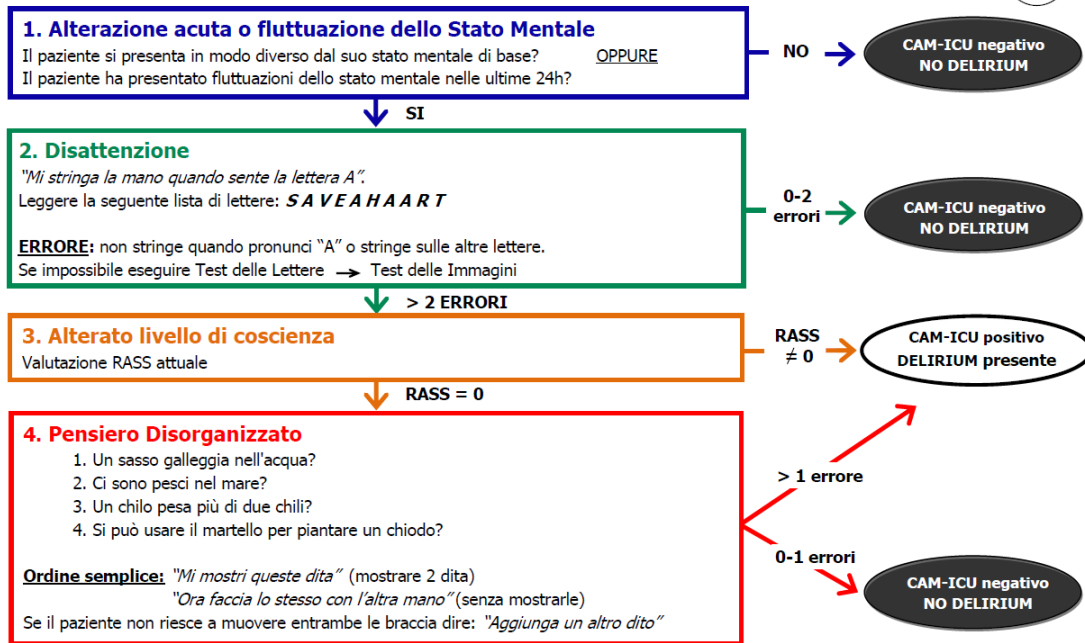 1. Alterazione acuta o fluttuazione dello Stato Mentale
Il paziente si presenta in modo diverso dal suo stato mentale di base? OPPURE
Il paziente ha presentato fluttuazioni dello stato mentale nelle ultime 24h?
NO
CAM-ICU negativo
NO DELIRIUM
SI
2. Disattenzione
"Mi stringa la mano quando sente la lettera A".
Leggere la seguente lista di lettere: S A V E A H A A R T
ERRORE: non stringe quando pronunci "A" o stringe sulle altre lettere.
Se impossibile eseguire Test delle Lettere → Test delle Immagini
0-2
errori
CAM-ICU negativo
NO DELIRIUM
> 2 ERRORI
3. Alterato livello di coscienza
Valutazione RASS attuale
RASS
≠ 0
CAM-ICU positivo
DELIRIUM presente
RASS = 0
4. Pensiero Disorganizzato
1. Un sasso galleggia nell'acqua?
2. Ci sono pesci nel mare?
3. Un chilo pesa più di due chili?
4. Si può usare il martello per piantare un chiodo?
Ordine semplice: "Mi mostri queste dita" (mostrare 2 dita)
"Ora faccia lo stesso con l'altra mano" (senza mostrarle)
Se il paziente non riesce a muovere entrambe le braccia dire: "Aggiunga un altro dito"
> 1 errore
0-1 errori
CAM-ICU negativo
NO DELIRIUM